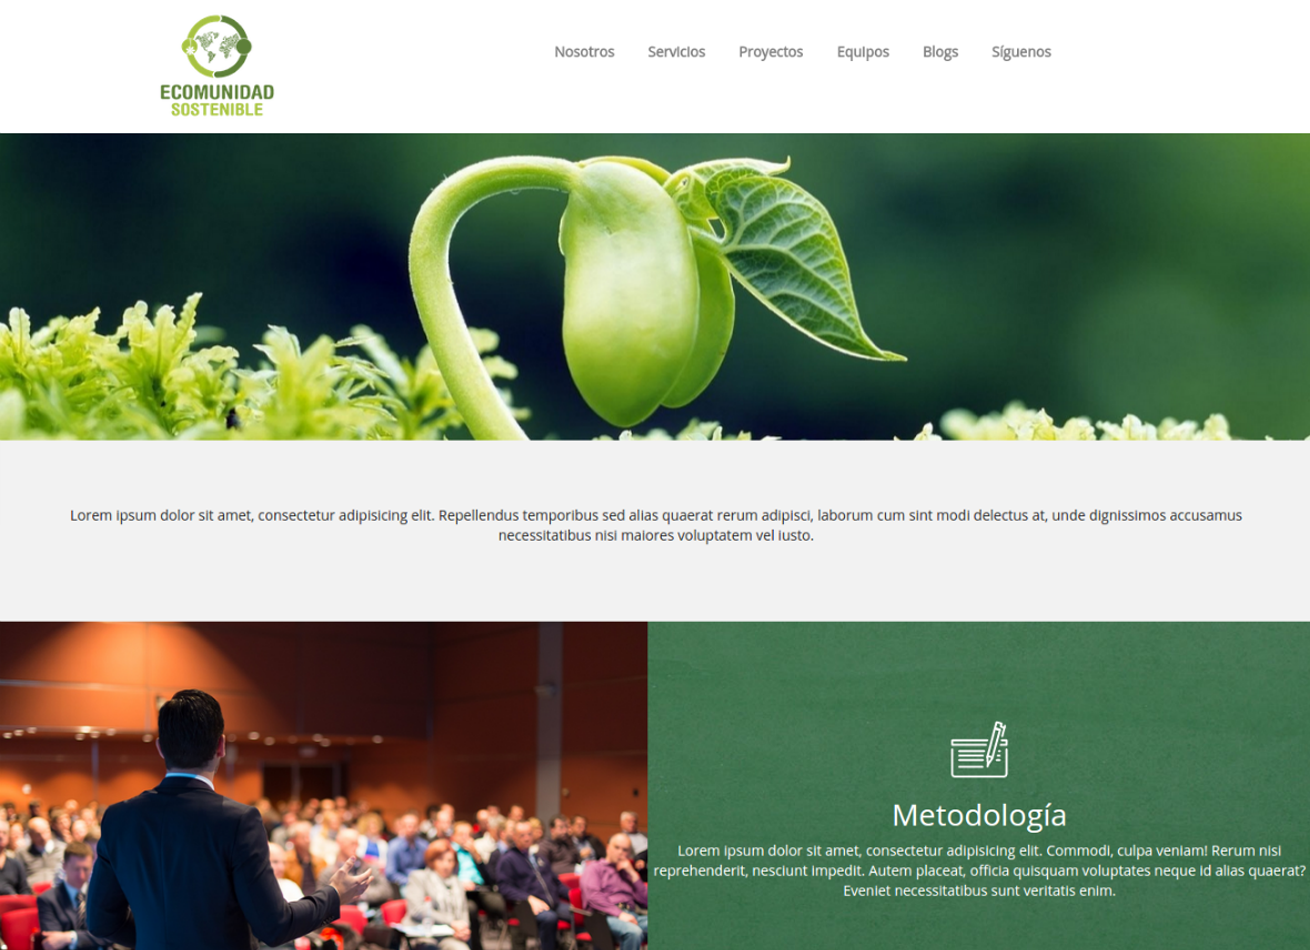 ECOMUNIDAD
SOSTENIBLE
Nosotros Servicios Proyectos Equipos Blogs Síguenos
Lorem ipsum dolor sit amet, consectetur adipisicing elit. Repellendus temporibus sed alias quaerat rerum adipisci, laborum cum sint modi delectus at, unde dignissimos accusamus
necessitatibus nisi maiores voluptatem vel iusto.
Metodología
Lorem ipsum dolor sit amet, consectetur adipisicing elit. Commodi, culpa veniam! Rerum nisi
reprehenderit, nesciunt impedit. Autem placeat, officia quisquam voluptates neque id alias quaerat?
Eveniet necessitatibus sunt veritatis enim.